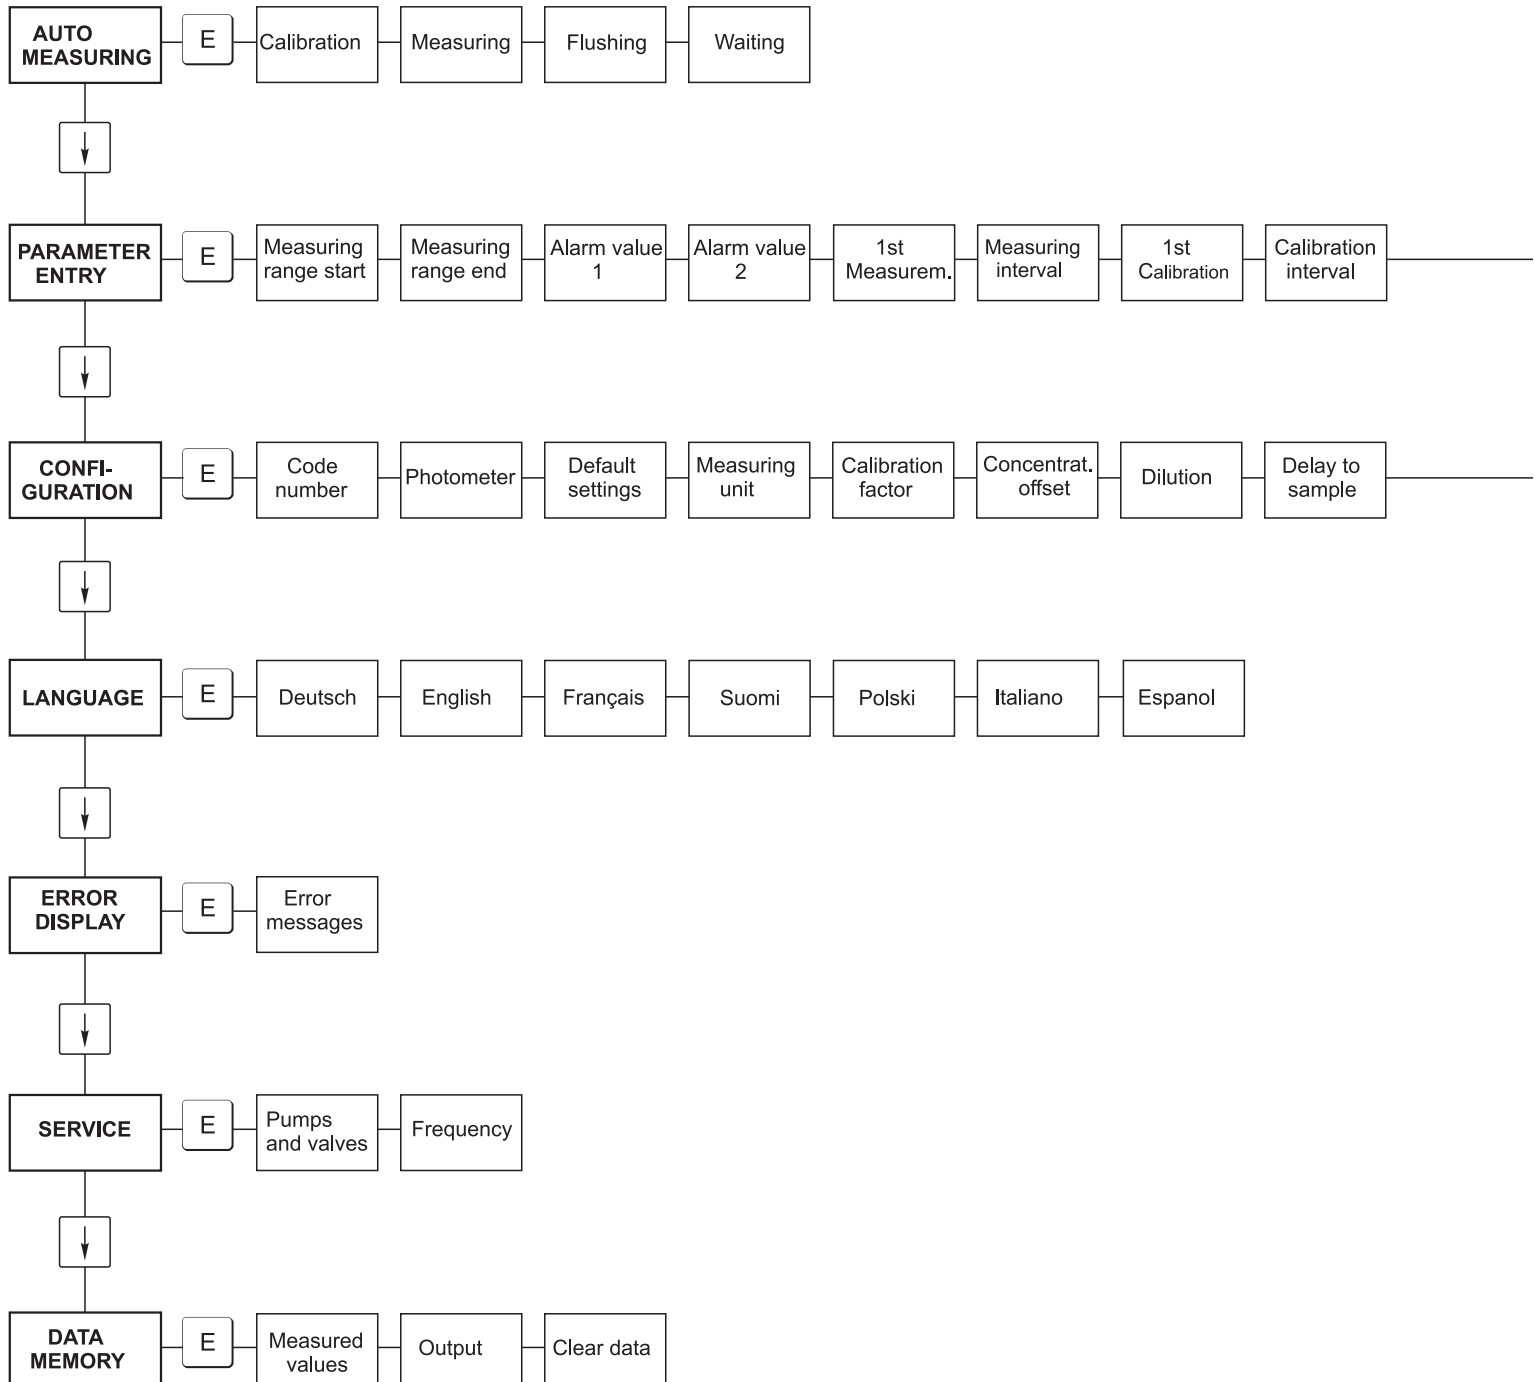 AUTO
MEASURING
E
Calibration
Measuring
Flushing
Waiting
PARAMETER
ENTRY
E
Measuring
range start
Measuring
range end
Alarm value
1
Alarm value
2
1st
Measurem.
Measuring
interval
1st
Calibration
Calibration
interval
CONFI-
GURATION
E
Code
number
Photometer
Default
settings
Measuring
unit
Calibration
factor
Concentrat.
offset
Dilution
Delay to
sample
LANGUAGE
E
Deutsch
English
Français
Suomi
Polski
Italiano
Espanol
ERROR
DISPLAY
E
Error
messages
SERVICE
E
Pumps
and valves
Frequency
DATA
MEMORY
E
Measured
values
Output
Clear data